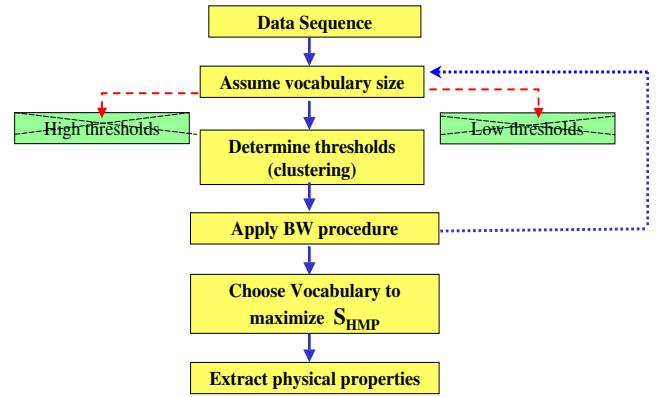 Data Sequence
Assume vocabulary size
High thresholds
Low thresholds
Determine thresholds
(clustering)
Apply BW procedure
Choose Vocabulary to
maximize S_HMP
Extract physical properties